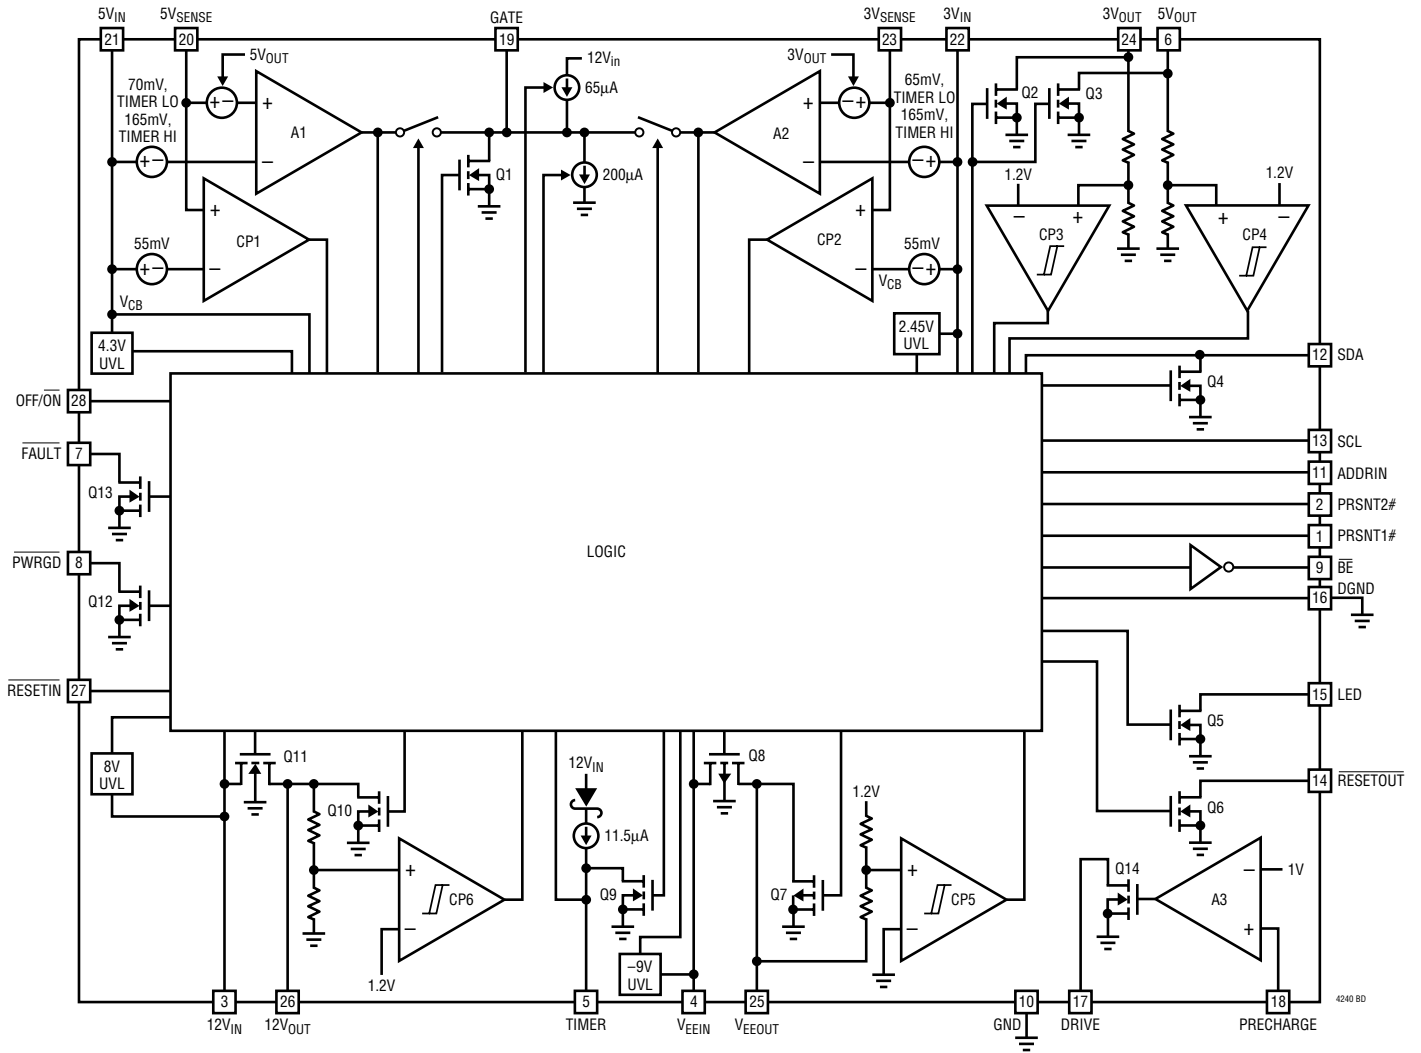 5VIN
5VSENSE
GATE
3VSENSE
3VIN
3VOUT
5VOUT
21
20
19
23
22
24
6
5VOUT
12Vin
65µA
3VOUT
70mV,
TIMER LO
165mV,
TIMER HI
+
A1
−
+
A2
−
65mV,
TIMER LO
165mV,
TIMER HI
Q2
Q3
Q1
200µA
1.2V
1.2V
+
CP1
−
55mV
+
CP2
−
55mV
− +
CP3
+ −
CP4
VCB
VCB
4.3V
UVL
2.45V
UVL
12
SDA
Q4
OFF/ON
28
FAULT
7
Q13
13
SCL
11
ADDRIN
2
PRSNT2#
1
PRSNT1#
LOGIC
PWRGD
8
Q12
9
BE
16
DGND
RESETIN
27
15
LED
Q5
8V
UVL
Q11
Q10
12VIN
11.5µA
Q8
1.2V
14
RESETOUT
Q6
+
CP6
−
1.2V
Q9
–9V
UVL
Q7
+
CP5
−
Q14
−
1V
A3
+
3
26
5
4
25
10
17
18
12VIN
12VOUT
TIMER
VEEIN
VEEOUT
GND
DRIVE
PRECHARGE
4240 BD